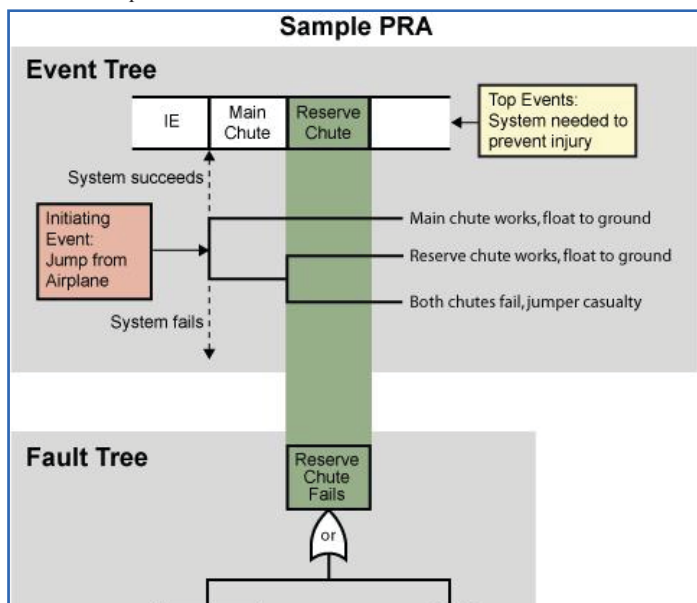 Sample PRA
Event Tree
IE
Main
Chute
Reserve
Chute
Top Events:
System needed to
prevent injury
System succeeds
Initiating
Event:
Jump from
Airplane
Main chute works, float to ground
Reserve chute works, float to ground
Both chutes fail, jumper casualty
System fails
Fault Tree
Reserve
Chute
Fails
or